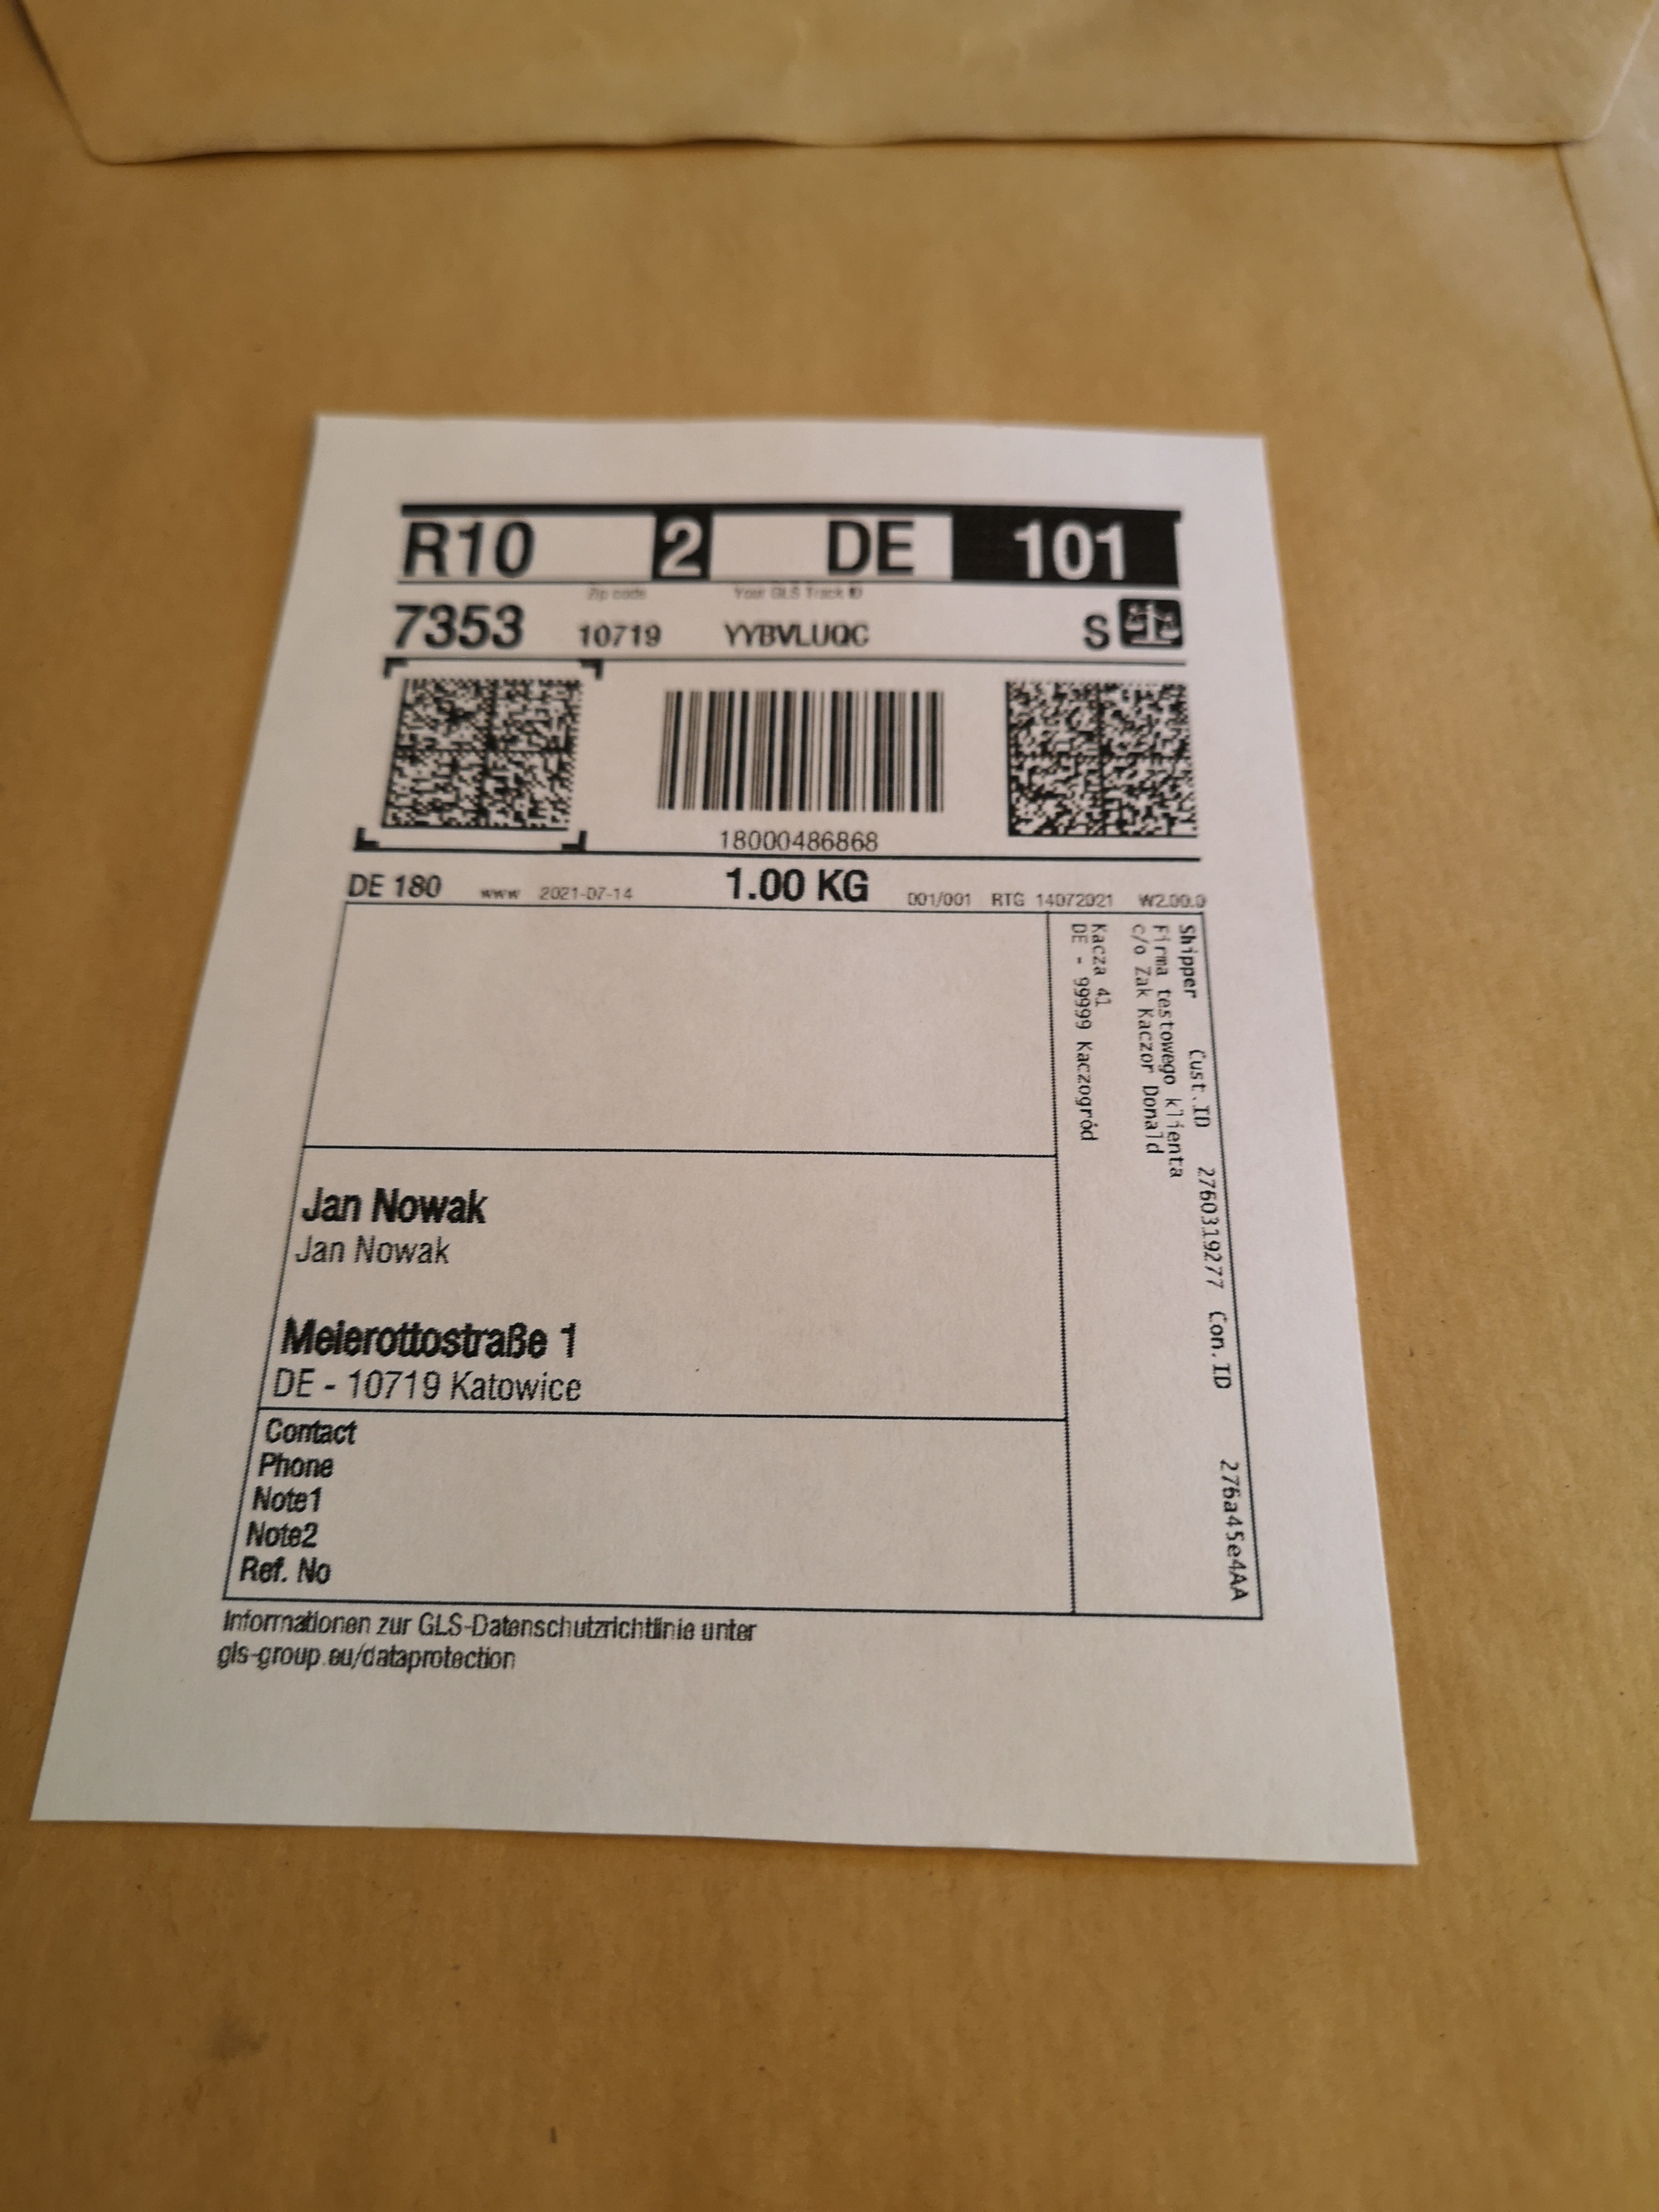 R10 2 DE 101
Zip code Your GLS Track ID
7353 10719 YYBVLUQC S
18000486868
DE 180 www 2021-07-14 1.00 KG 001/001 RTG 14072021 W2.00.0
Shipper Cust.ID 2760319277 Con.ID 276a45e4AA
Firma testowego klienta
c/o Zak Kaczor Donald
Kacza 41
DE - 99999 Kaczogród
Jan Nowak
Jan Nowak
Meierottostraße 1
DE - 10719 Katowice
Contact
Phone
Note1
Note2
Ref. No
Informationen zur GLS-Datenschutzrichtlinie unter
gls-group.eu/dataprotection